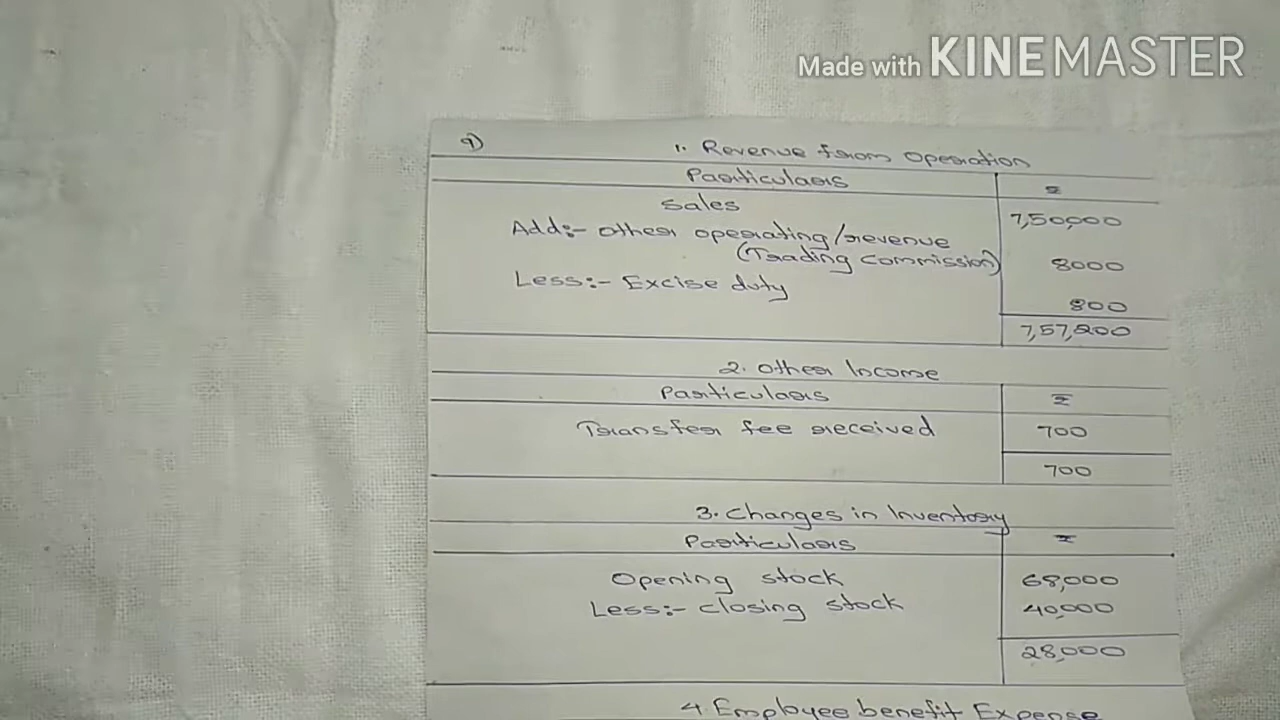 Made with KINEMASTER
9)
1. Revenue from Operation
Particulars ₹
Sales 7,50,000
Add:- other operating/revenue
(Trading commission) 8000
Less:- Excise duty
800
7,57,200
2. Other Income
Particulars ₹
Transfer fee received 700
700
3. Changes in Inventory
Particulars ₹
Opening stock 68,000
Less:- closing stock 40,000
28,000
4 Employee benefit Expense